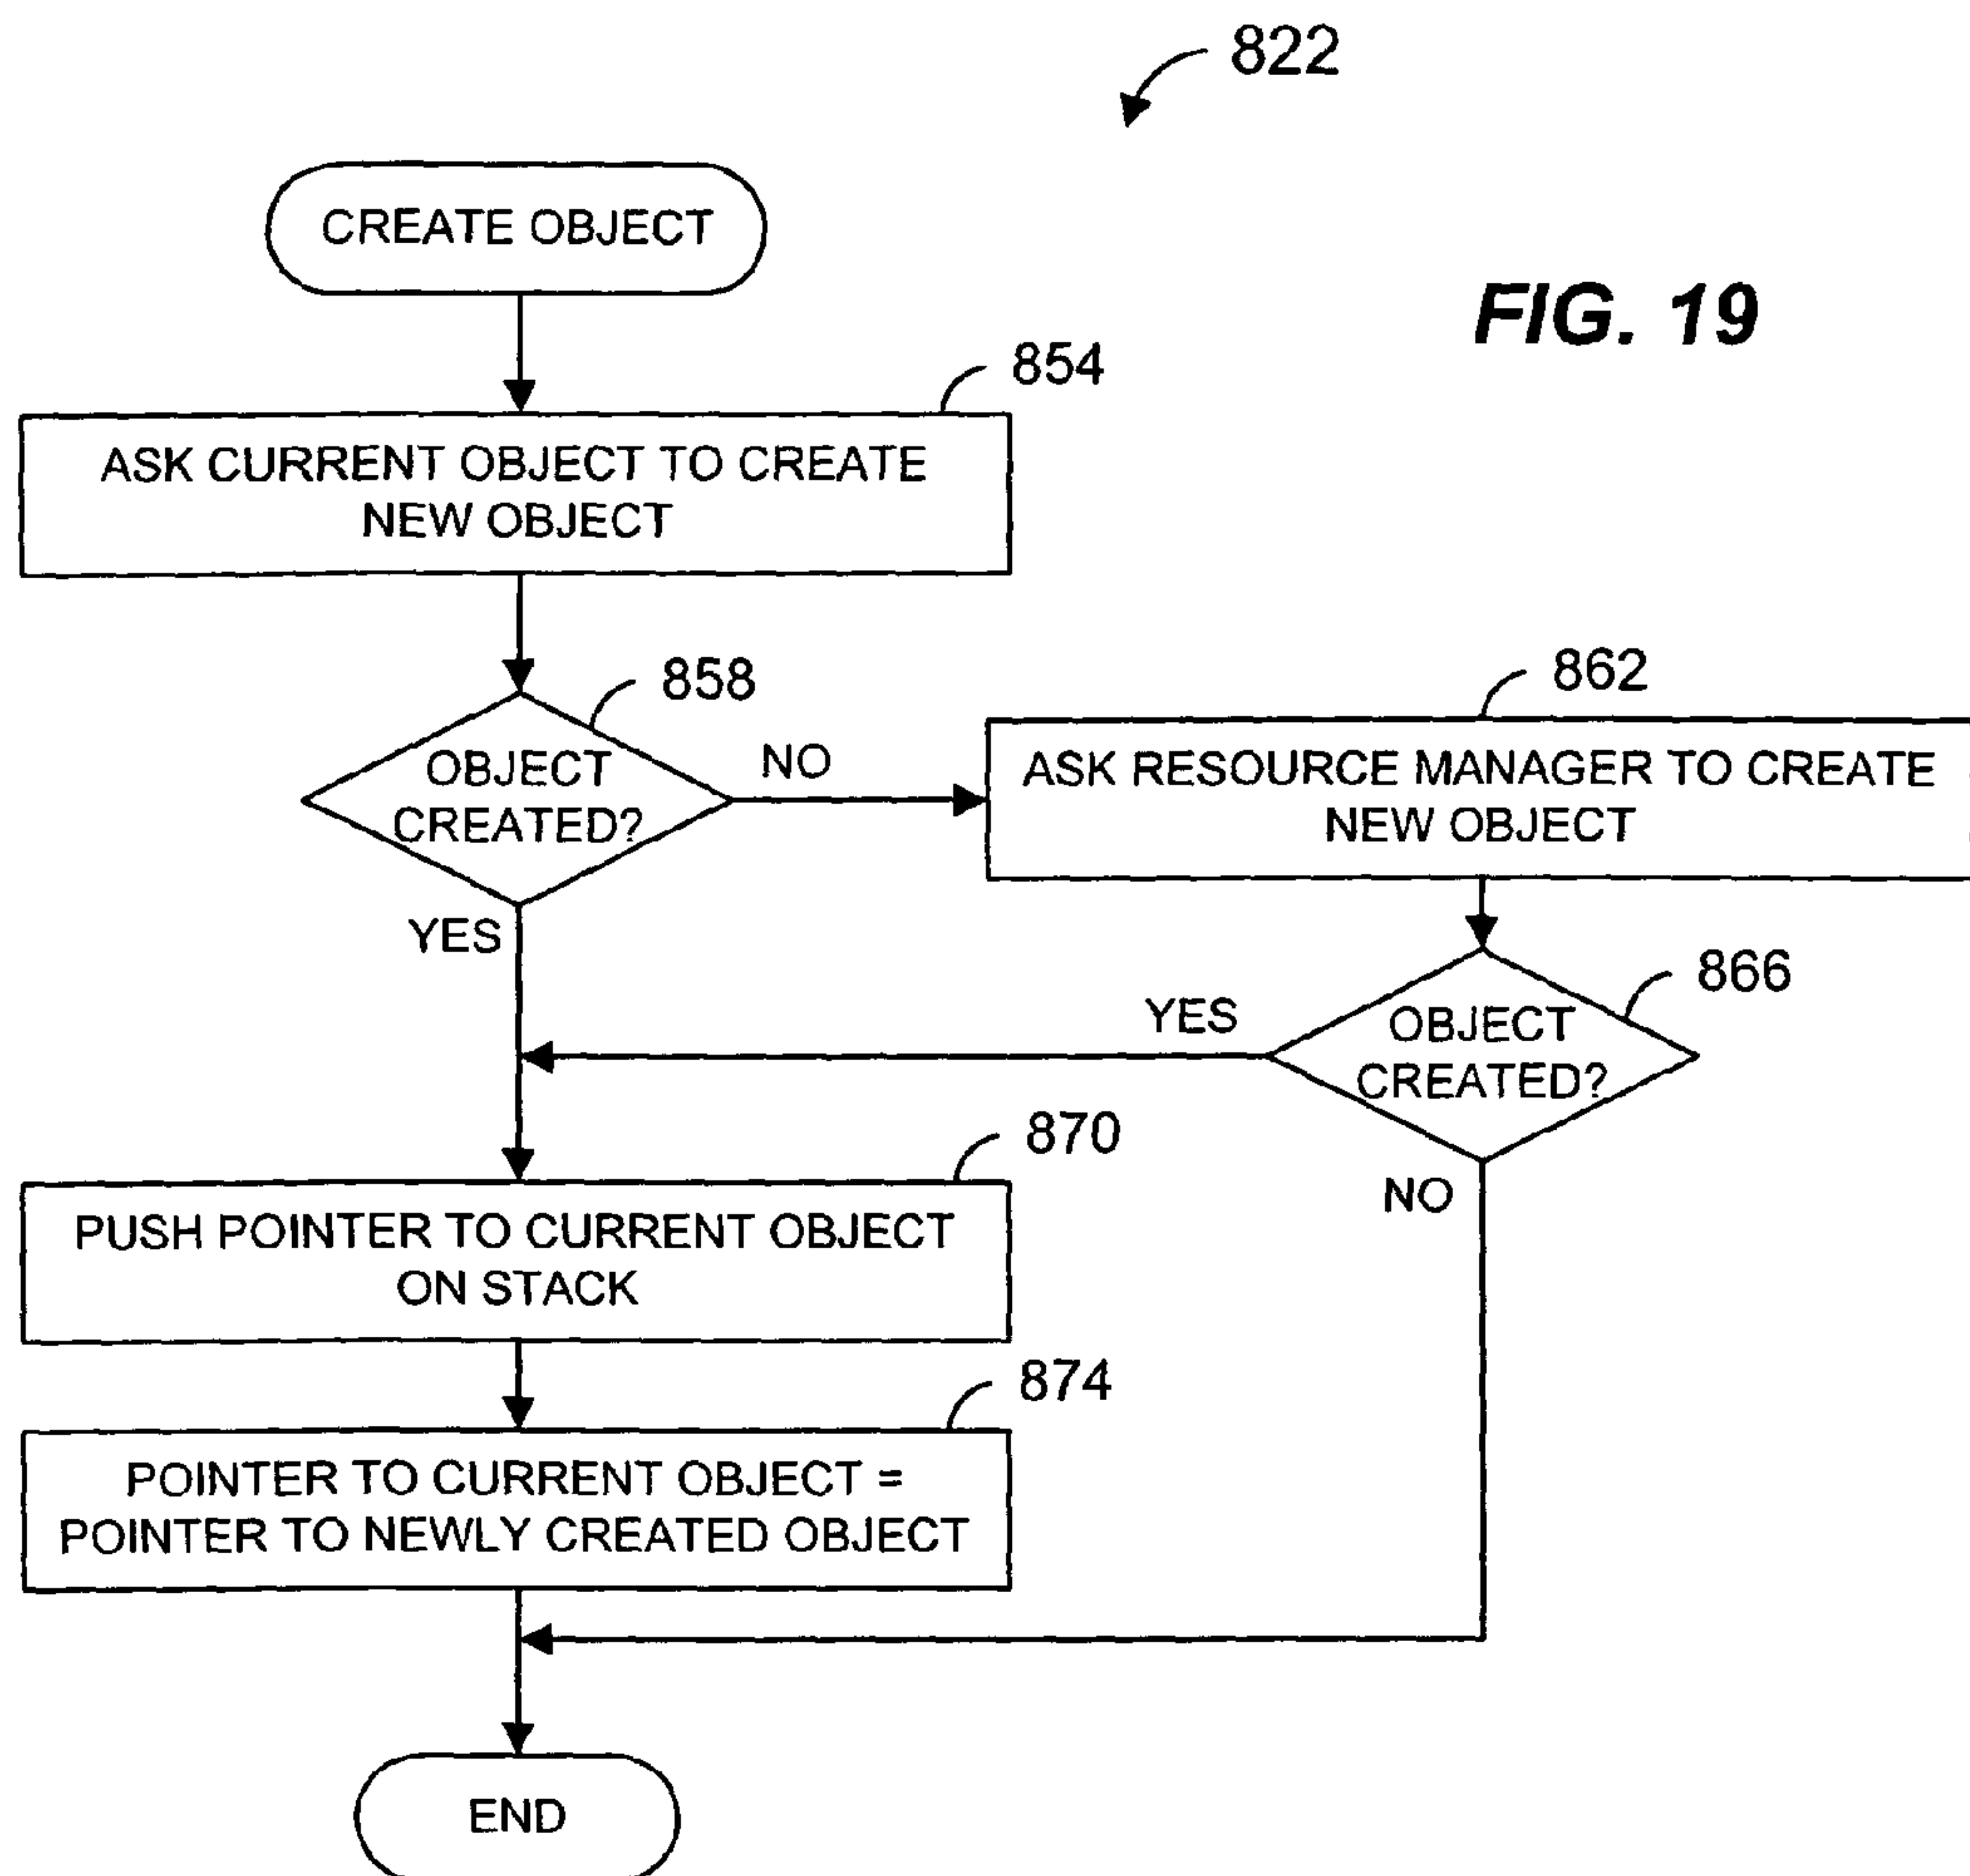 822
CREATE OBJECT
FIG. 19
854
ASK CURRENT OBJECT TO CREATE
NEW OBJECT
858
OBJECT
CREATED?
NO
862
ASK RESOURCE MANAGER TO CREATE
NEW OBJECT
YES
866
OBJECT
CREATED?
YES
NO
870
PUSH POINTER TO CURRENT OBJECT
ON STACK
874
POINTER TO CURRENT OBJECT =
POINTER TO NEWLY CREATED OBJECT
END